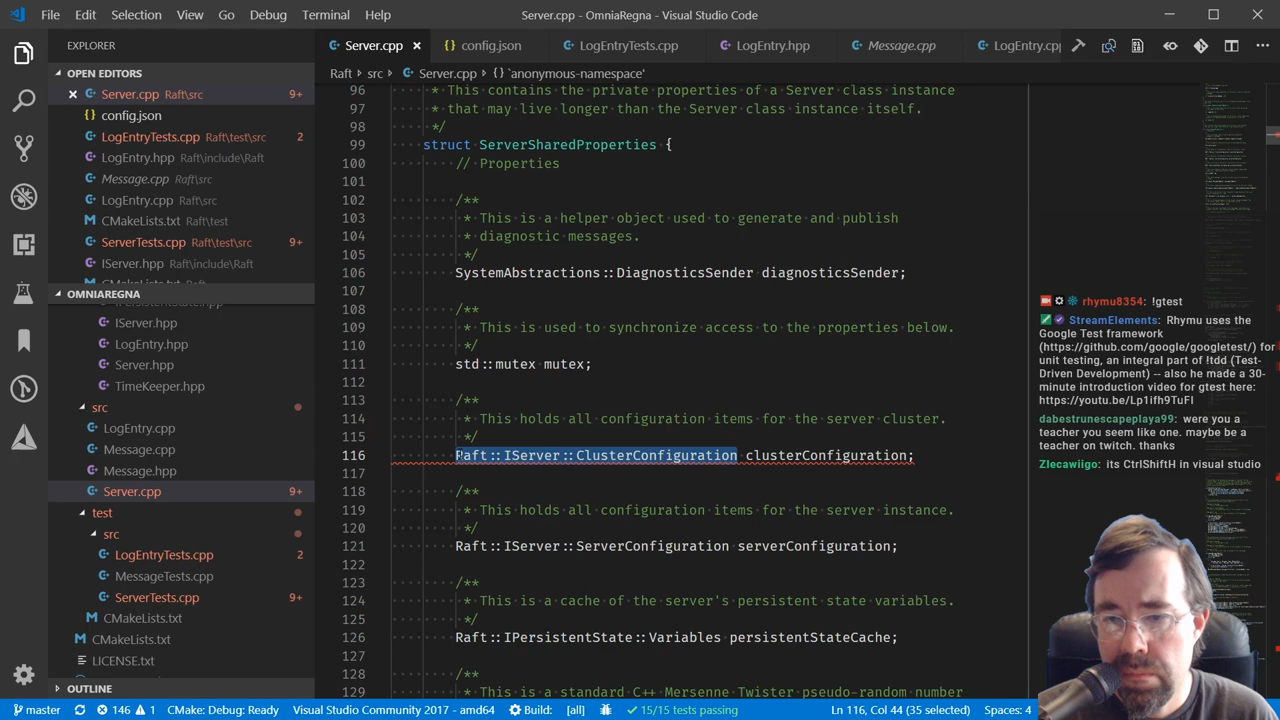 File Edit Selection View Go Debug Terminal Help
Server.cpp - OmniaRegna - Visual Studio Code
EXPLORER
OPEN EDITORS
Server.cpp Raft\src 9+
config.json
LogEntryTests.cpp Raft\test\src 2
LogEntry.hpp Raft\include\Raft
Message.cpp Raft\src
LogEntry.cpp Raft\src
CMakeLists.txt Raft\test
ServerTests.cpp Raft\test\src 9+
IServer.hpp Raft\include\Raft
CMakeLists.txt Raft
OMNIAREGNA
IPersistentState.hpp
IServer.hpp
LogEntry.hpp
Server.hpp
TimeKeeper.hpp
src
LogEntry.cpp
Message.cpp
Message.hpp
Server.cpp 9+
test
src
LogEntryTests.cpp 2
MessageTests.cpp
ServerTests.cpp 9+
CMakeLists.txt
CMakeLists.txt
LICENSE.txt
OUTLINE
Server.cpp config.json LogEntryTests.cpp LogEntry.hpp Message.cpp LogEntry.cpp
Raft › src › Server.cpp › {} `anonymous-namespace'
96 * This contains the private properties of a Server class instance
97 * that may live longer than the Server class instance itself.
98 */
99 struct ServerSharedProperties {
100 // Properties
101
102 /**
103 * This is a helper object used to generate and publish
104 * diagnostic messages.
105 */
106 SystemAbstractions::DiagnosticsSender diagnosticsSender;
107
108 /**
109 * This is used to synchronize access to the properties below.
110 */
111 std::mutex mutex;
112
113 /**
114 * This holds all configuration items for the server cluster.
115 */
116 Raft::IServer::ClusterConfiguration clusterConfiguration;
117
118 /**
119 * This holds all configuration items for the server instance.
120 */
121 Raft::IServer::ServerConfiguration serverConfiguration;
122
123 /**
124 * This is a cache of the server's persistent state variables.
125 */
126 Raft::IPersistentState::Variables persistentStateCache;
127
128 /**
129 * This is a standard C++ Mersenne Twister pseudo-random number
rhymu8354: !gtest
StreamElements: Rhymu uses the
Google Test framework
(https://github.com/google/googletest/) for
unit testing, an integral part of !tdd (Test-
Driven Development) -- also he made a 30-
minute introduction video for gtest here:
https://youtu.be/Lp1ifh9TuFI
dabestrunescapeplaya99: were you a
teacher you seem like one. maybe be a
teacher on twitch. thanks
Zlecawiigo: its CtrlShiftH in visual studio
master 146 1 CMake: Debug: Ready Visual Studio Community 2017 - amd64 Build: [all] 15/15 tests passing Ln 116, Col 44 (35 selected) Spaces: 4